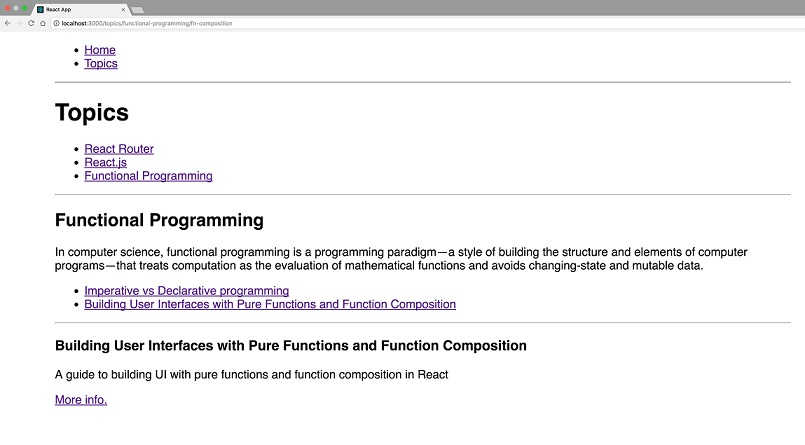 React App
localhost:3000/topics/functional-programming/fn-composition
Home
Topics
Topics
React Router
React.js
Functional Programming
Functional Programming
In computer science, functional programming is a programming paradigm—a style of building the structure and elements of computer
programs—that treats computation as the evaluation of mathematical functions and avoids changing-state and mutable data.
Imperative vs Declarative programming
Building User Interfaces with Pure Functions and Function Composition
Building User Interfaces with Pure Functions and Function Composition
A guide to building UI with pure functions and function composition in React
More info.